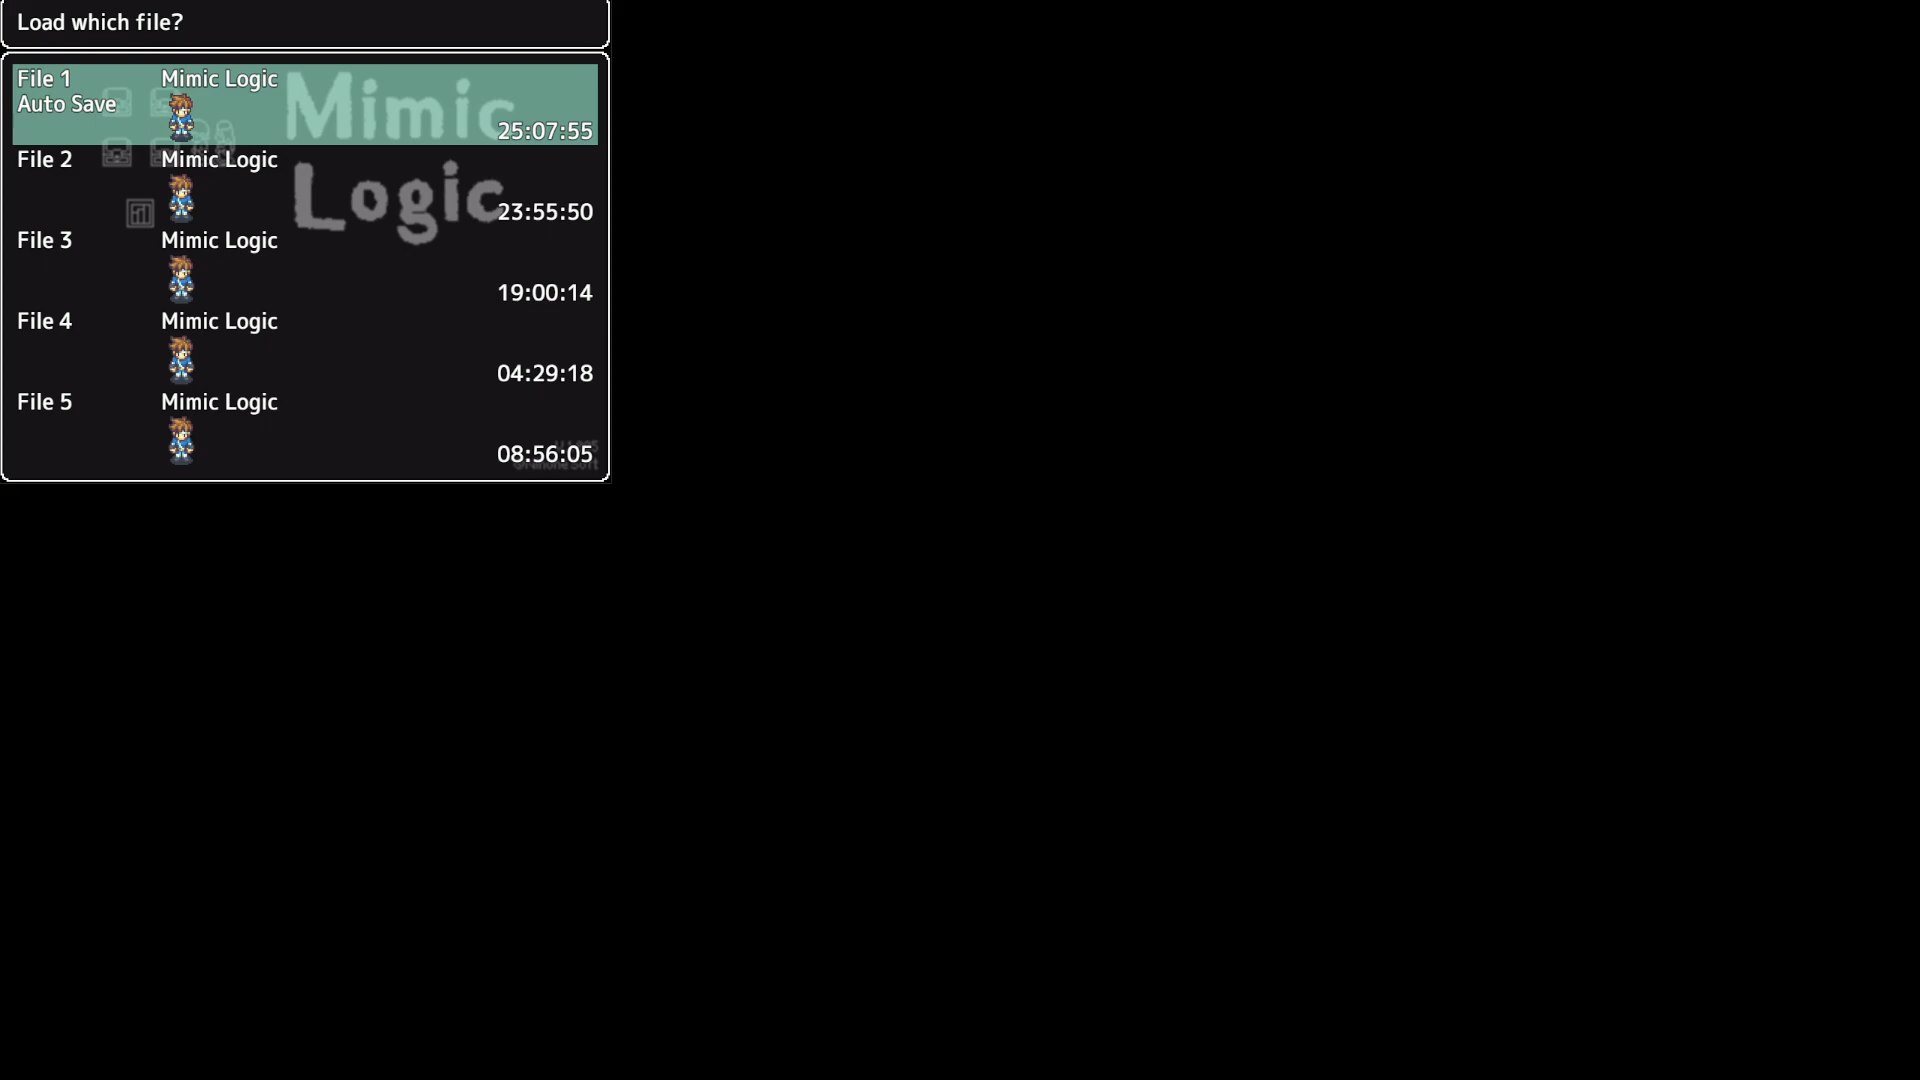 Load which file?
File 1 Mimic Logic
Auto Save
25:07:55
File 2 Mimic Logic
23:55:50
File 3 Mimic Logic
19:00:14
File 4 Mimic Logic
04:29:18
File 5 Mimic Logic
08:56:05
Mimic
Logic